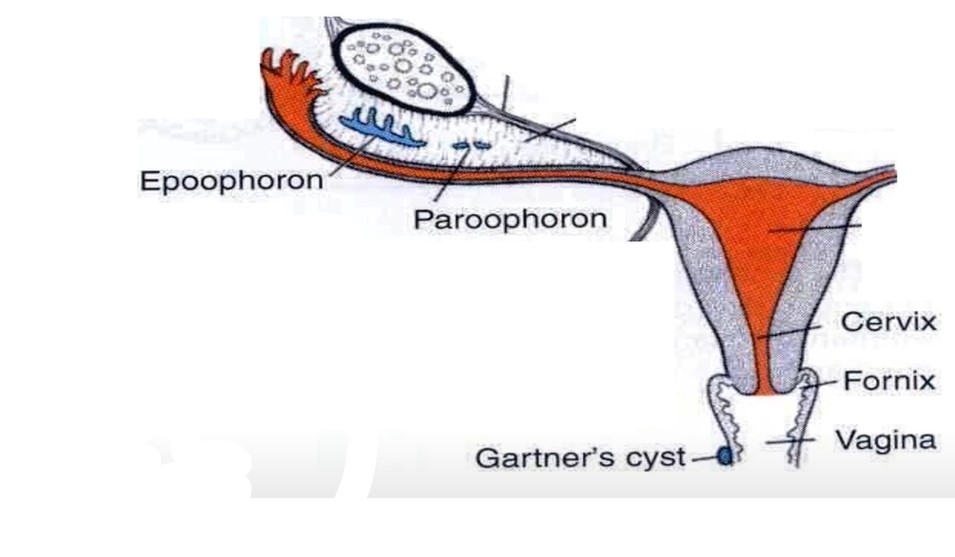 Epoophoron
Paroophoron
Cervix
Fornix
Vagina
Gartner's cyst